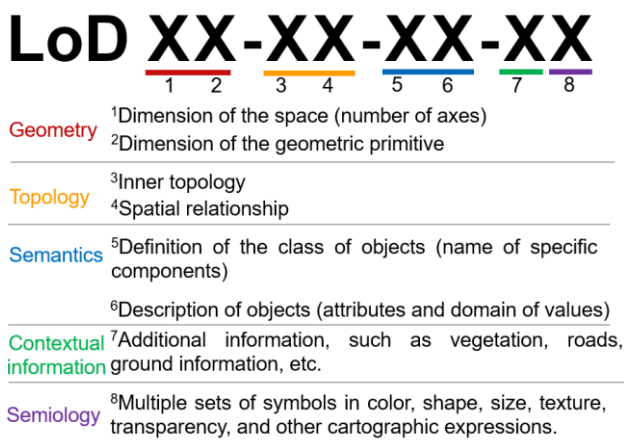 LoD XX-XX-XX-XX
1 2 3 4 5 6 7 8
Geometry
¹Dimension of the space (number of axes)
²Dimension of the geometric primitive
Topology
³Inner topology
⁴Spatial relationship
Semantics
⁵Definition of the class of objects (name of specific
components)
⁶Description of objects (attributes and domain of values)
Contextual
information
⁷Additional information, such as vegetation, roads,
ground information, etc.
Semiology
⁸Multiple sets of symbols in color, shape, size, texture,
transparency, and other cartographic expressions.